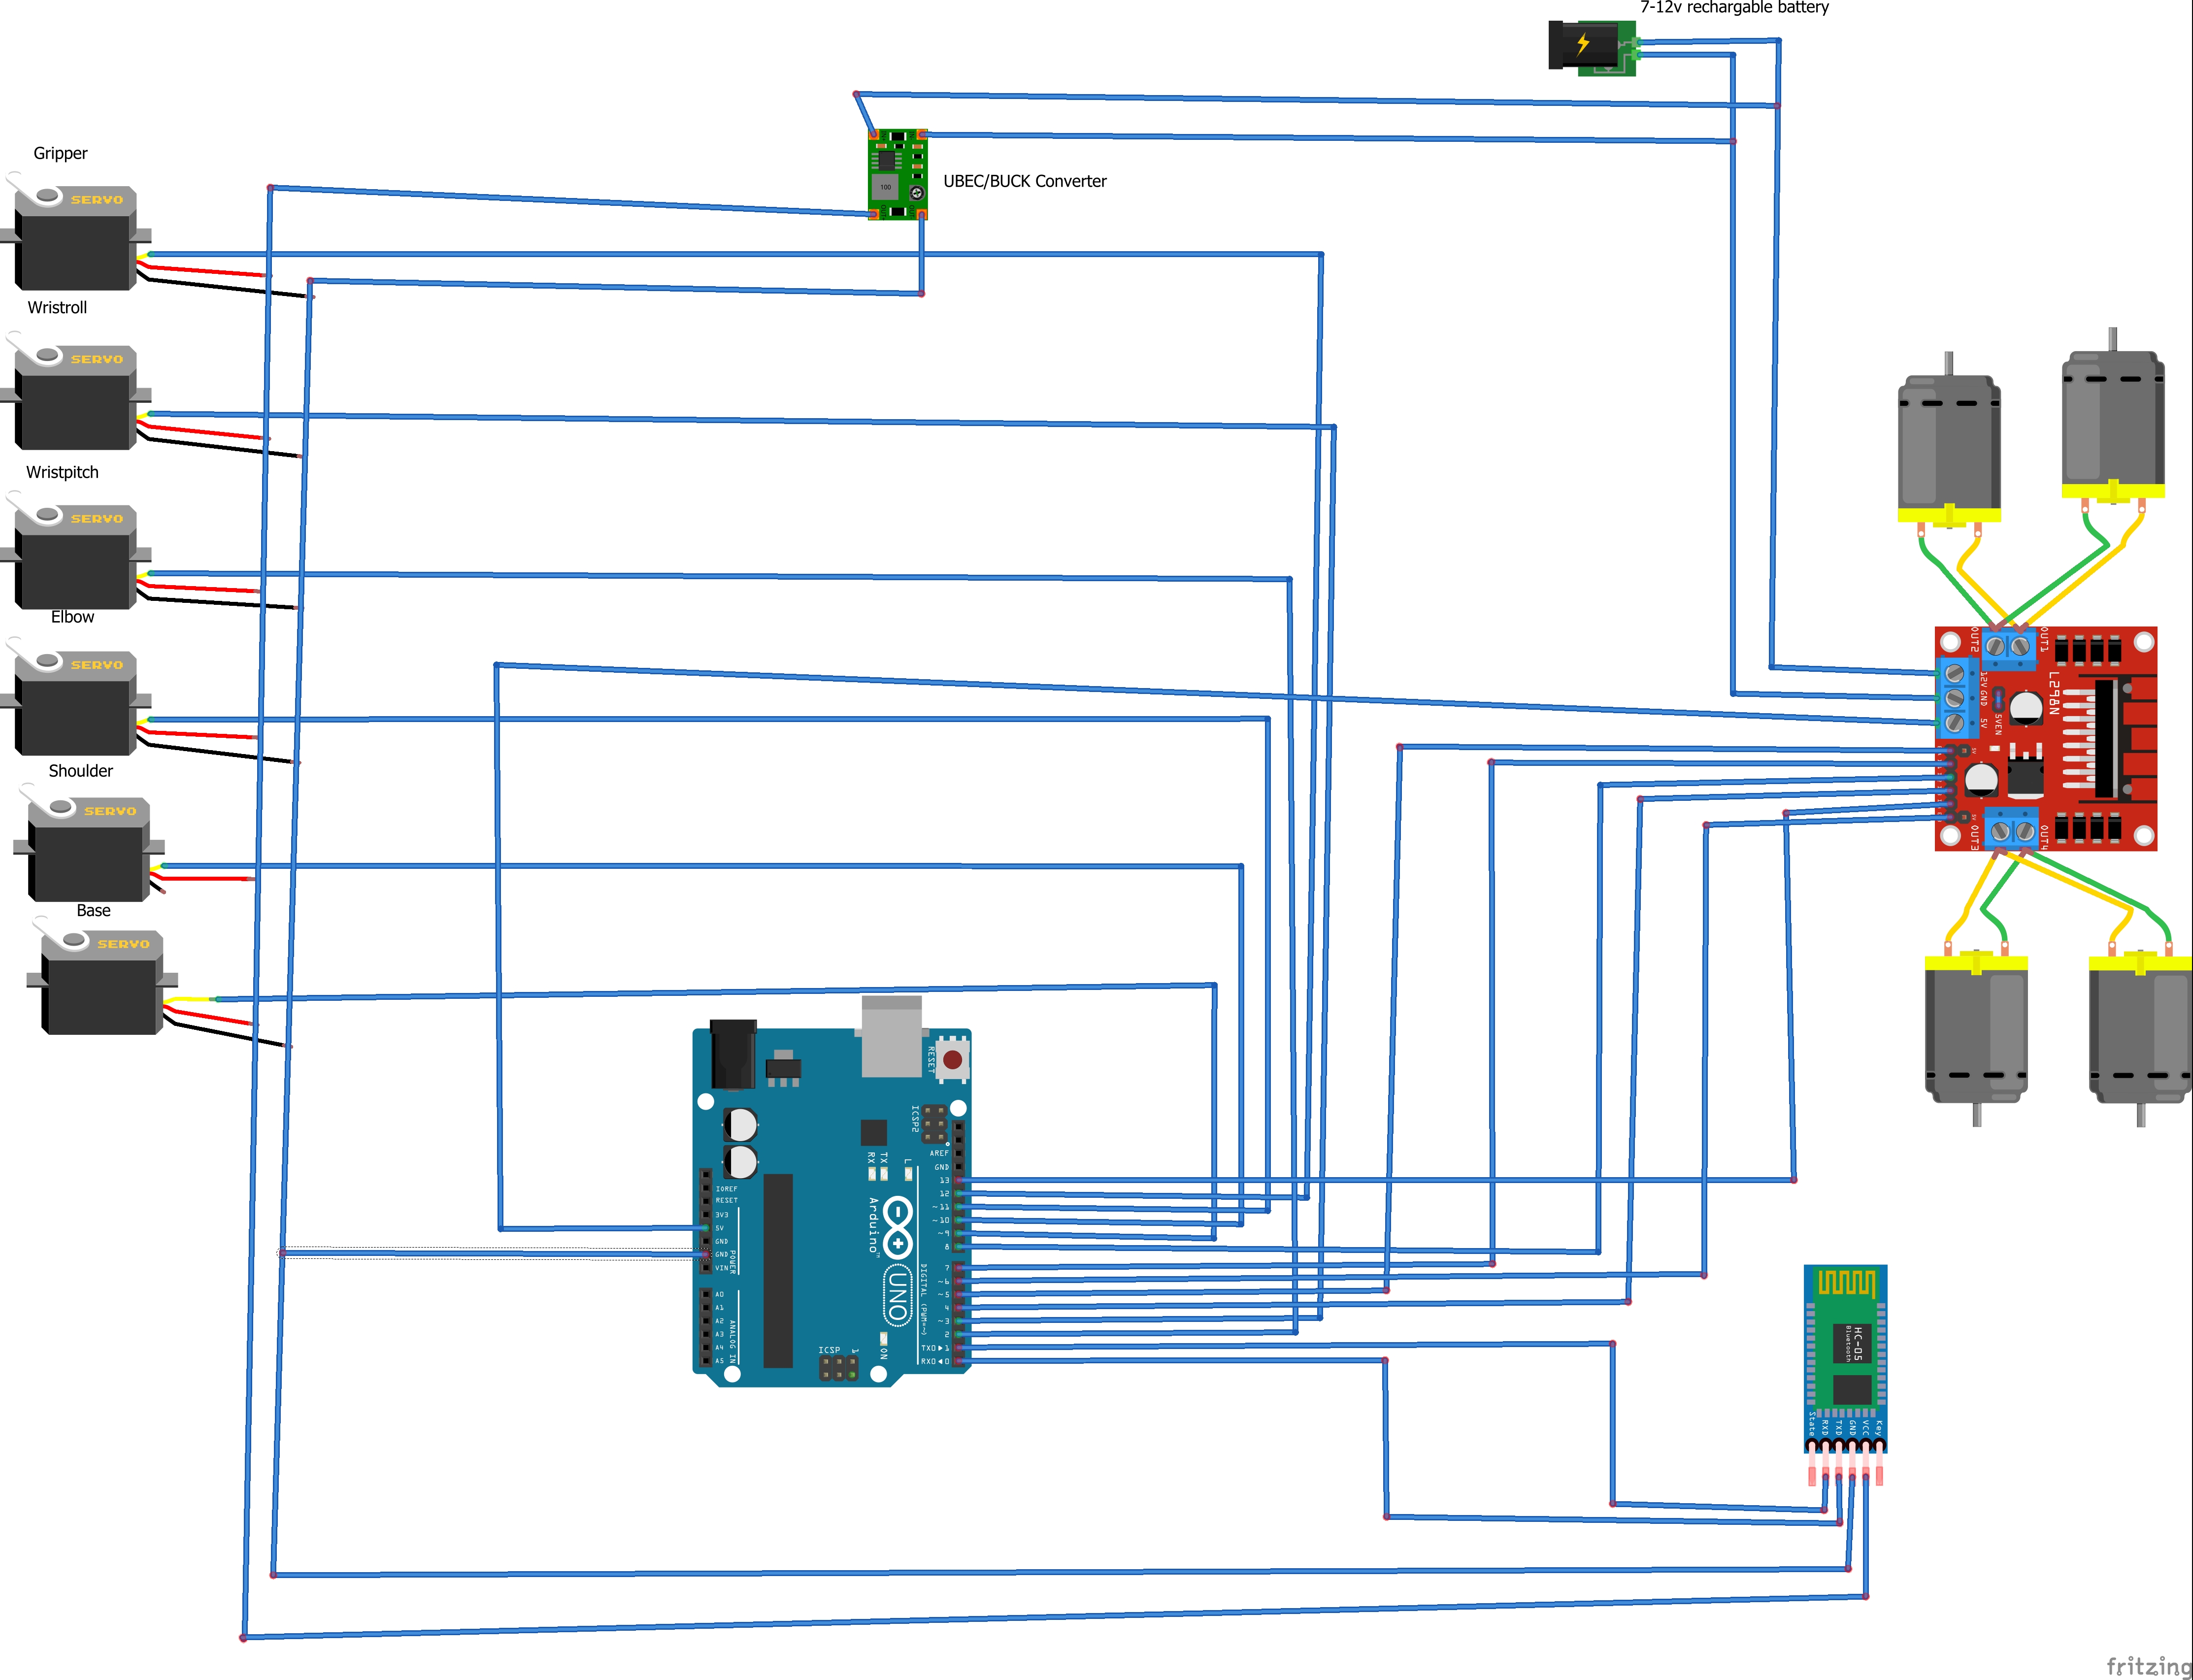 7-12v rechargable battery
Gripper
SERVO
UBEC/BUCK Converter
100
Wristroll
SERVO
Wristpitch
SERVO
Elbow
SERVO
Shoulder
SERVO
Base
SERVO
OUT2
OUT1
12V
GND
5V
5VEN
L298N
OUT3
OUT4
RESET
ICSP2
AREF
GND
RX
TX
L
13
12
~11
~10
~9
8
IOREF
RESET
3V3
5V
GND
GND
VIN
POWER
Arduino™
UNO
DIGITAL (PWM=~)
7
~6
~5
4
~3
2
TX0▶1
RX0◀0
A0
A1
A2
A3
A4
A5
ANALOG IN
ICSP
1
ON
HC-05
Bluetooth
State
RXD
TXD
GND
VCC
Key
fritzing